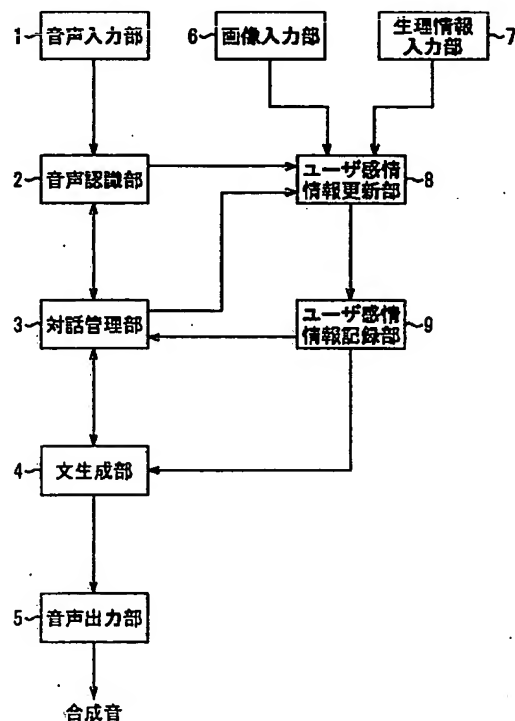 1 音声入力部
6 画像入力部
生理情報
入力部 7
2 音声認識部
ユーザ感情
情報更新部 8
3 対話管理部
ユーザ感情
情報記録部 9
4 文生成部
5 音声出力部
合成音